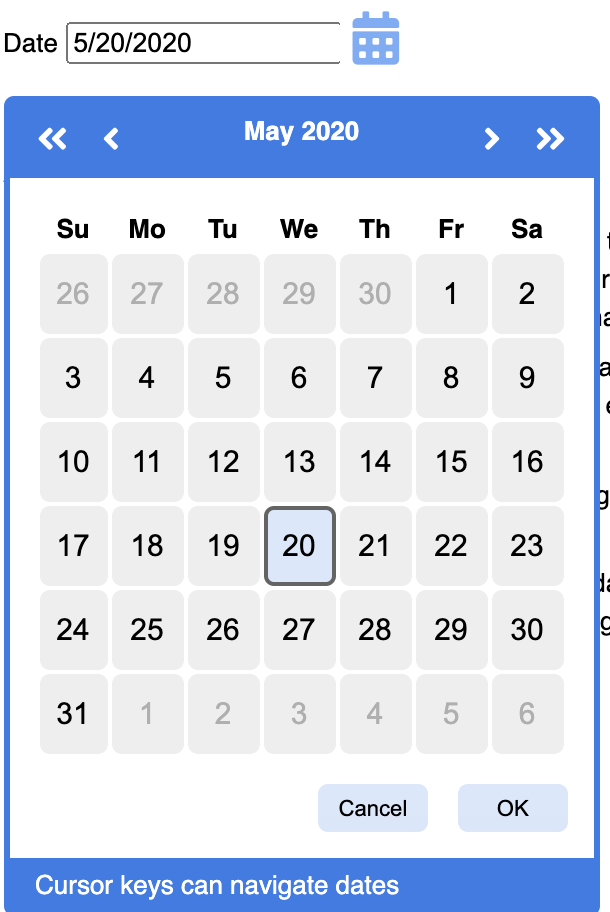 Date 5/20/2020
May 2020
Su Mo Tu We Th Fr Sa
26 27 28 29 30 1 2
3 4 5 6 7 8 9
10 11 12 13 14 15 16
17 18 19 20 21 22 23
24 25 26 27 28 29 30
31 1 2 3 4 5 6
Cancel OK
Cursor keys can navigate dates